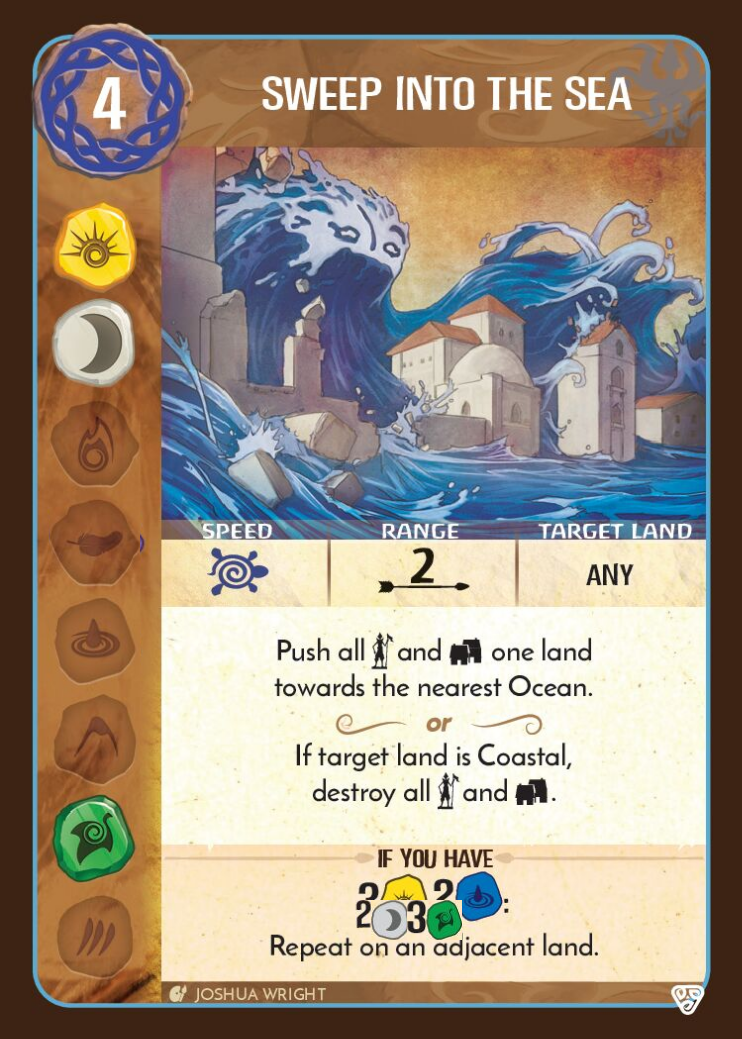 4
SWEEP INTO THE SEA
SPEED RANGE TARGET LAND
2 ANY
Push all and one land
towards the nearest Ocean.
or
If target land is Coastal,
destroy all and .
IF YOU HAVE
2 2
2 3 :
Repeat on an adjacent land.
JOSHUA WRIGHT